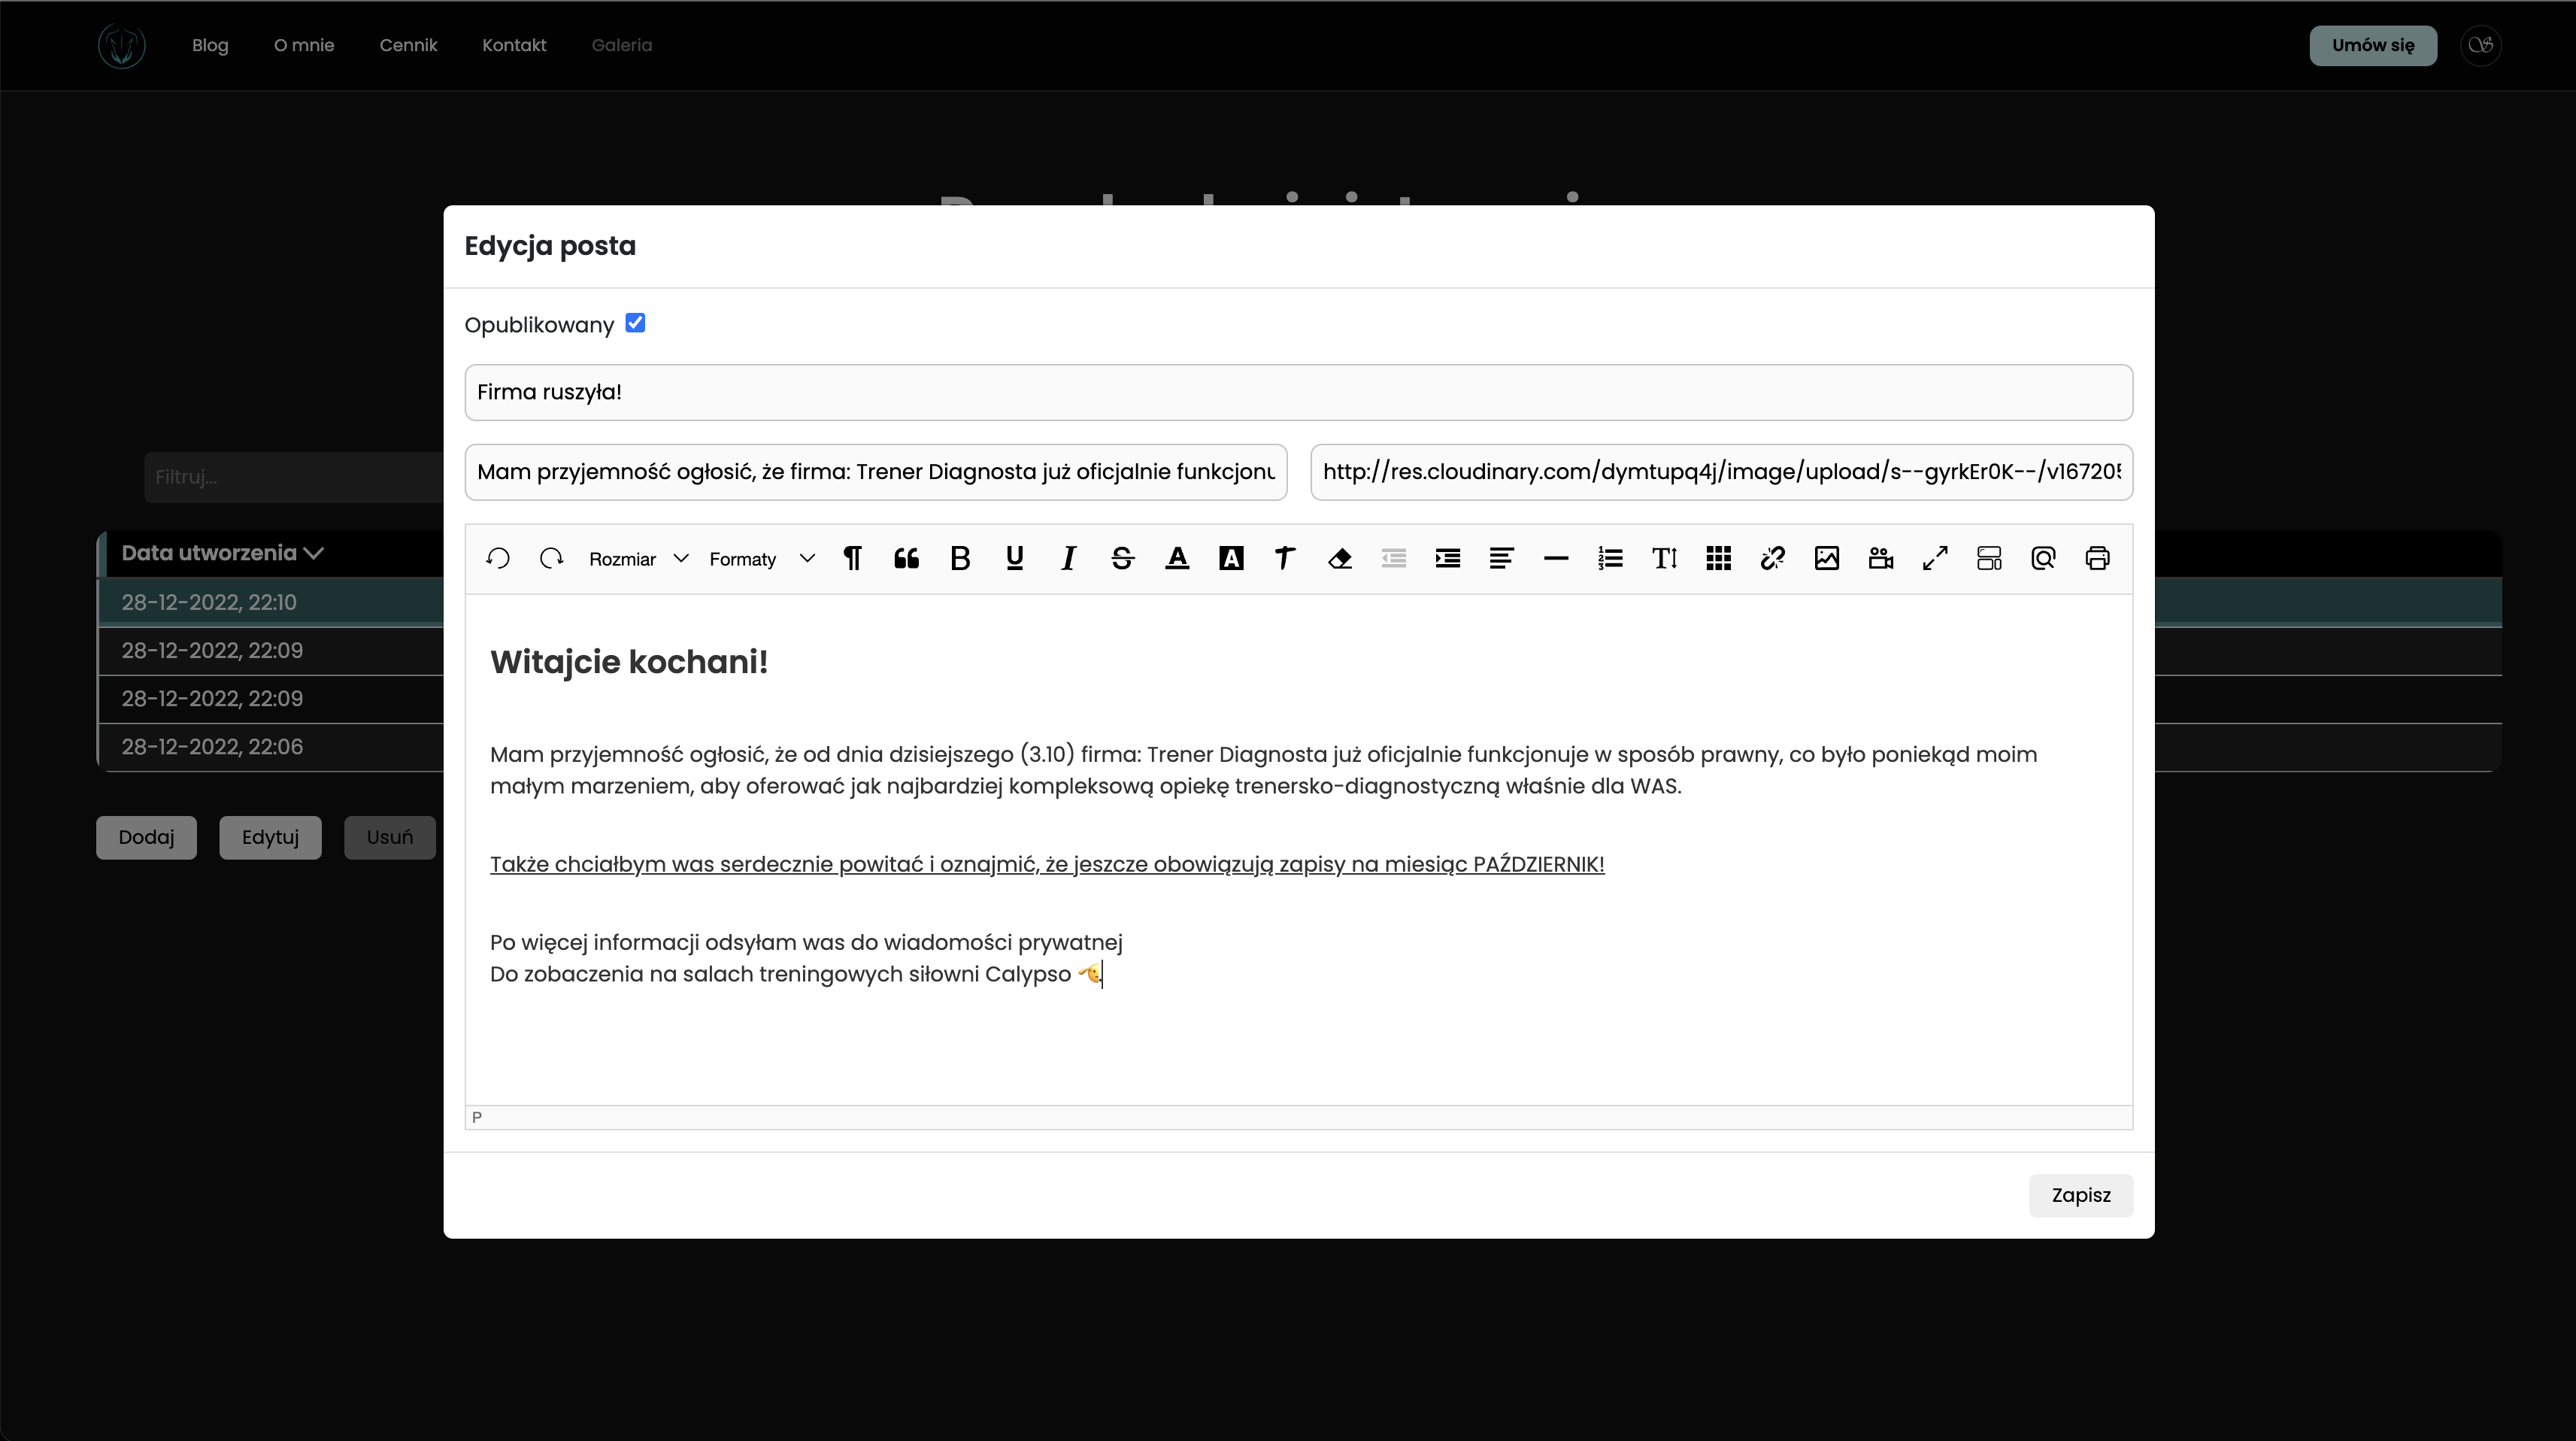 Blog
O mnie
Cennik
Kontakt
Galeria
Umów się
Edycja posta
Opublikowany
Firma ruszyła!
Mam przyjemność ogłosić, że firma: Trener Diagnosta już oficjalnie funkcjonu
http://res.cloudinary.com/dymtupq4j/image/upload/s--gyrkEr0K--/v167205
Filtruj...
Data utworzenia
28-12-2022, 22:10
28-12-2022, 22:09
28-12-2022, 22:09
28-12-2022, 22:06
Dodaj
Edytuj
Usuń
Rozmiar
Formaty
Witajcie kochani!
Mam przyjemność ogłosić, że od dnia dzisiejszego (3.10) firma: Trener Diagnosta już oficjalnie funkcjonuje w sposób prawny, co było poniekąd moim
małym marzeniem, aby oferować jak najbardziej kompleksową opiekę trenersko-diagnostyczną właśnie dla WAS.
Także chciałbym was serdecznie powitać i oznajmić, że jeszcze obowiązują zapisy na miesiąc PAŹDZIERNIK!
Po więcej informacji odsyłam was do wiadomości prywatnej
Do zobaczenia na salach treningowych siłowni Calypso 🫡
P
Zapisz